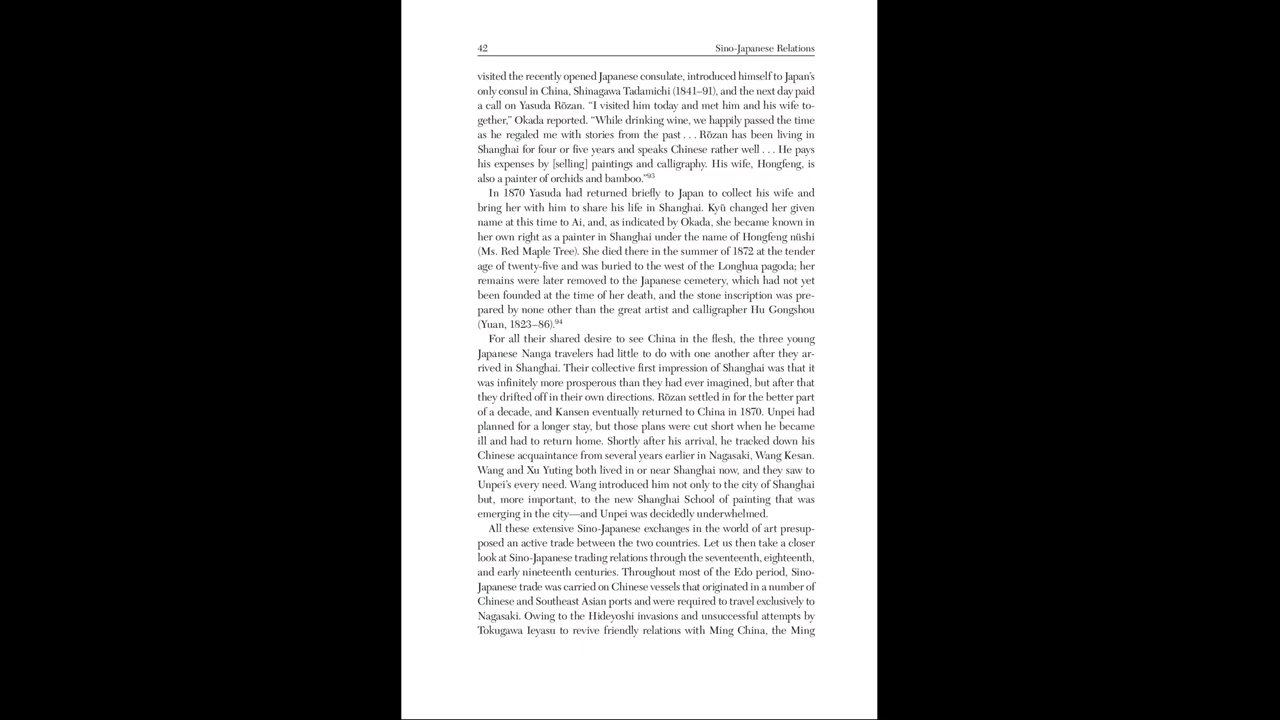 42 Sino-Japanese Relations
visited the recently opened Japanese consulate, introduced himself to Japan's
only consul in China, Shinagawa Tadamichi (1841–91), and the next day paid
a call on Yasuda Rōzan. “I visited him today and met him and his wife to-
gether,” Okada reported. “While drinking wine, we happily passed the time
as he regaled me with stories from the past . . . Rōzan has been living in
Shanghai for four or five years and speaks Chinese rather well . . . He pays
his expenses by [selling] paintings and calligraphy. His wife, Hongfeng, is
also a painter of orchids and bamboo.”93
In 1870 Yasuda had returned briefly to Japan to collect his wife and
bring her with him to share his life in Shanghai. Kyū changed her given
name at this time to Ai, and, as indicated by Okada, she became known in
her own right as a painter in Shanghai under the name of Hongfeng nüshi
(Ms. Red Maple Tree). She died there in the summer of 1872 at the tender
age of twenty-five and was buried to the west of the Longhua pagoda; her
remains were later removed to the Japanese cemetery, which had not yet
been founded at the time of her death, and the stone inscription was pre-
pared by none other than the great artist and calligrapher Hu Gongshou
(Yuan, 1823–86).94
For all their shared desire to see China in the flesh, the three young
Japanese Nanga travelers had little to do with one another after they ar-
rived in Shanghai. Their collective first impression of Shanghai was that it
was infinitely more prosperous than they had ever imagined, but after that
they drifted off in their own directions. Rōzan settled in for the better part
of a decade, and Kansen eventually returned to China in 1870. Unpei had
planned for a longer stay, but those plans were cut short when he became
ill and had to return home. Shortly after his arrival, he tracked down his
Chinese acquaintance from several years earlier in Nagasaki, Wang Kesan.
Wang and Xu Yuting both lived in or near Shanghai now, and they saw to
Unpei's every need. Wang introduced him not only to the city of Shanghai
but, more important, to the new Shanghai School of painting that was
emerging in the city—and Unpei was decidedly underwhelmed.
All these extensive Sino-Japanese exchanges in the world of art presup-
posed an active trade between the two countries. Let us then take a closer
look at Sino-Japanese trading relations through the seventeenth, eighteenth,
and early nineteenth centuries. Throughout most of the Edo period, Sino-
Japanese trade was carried on Chinese vessels that originated in a number of
Chinese and Southeast Asian ports and were required to travel exclusively to
Nagasaki. Owing to the Hideyoshi invasions and unsuccessful attempts by
Tokugawa Ieyasu to revive friendly relations with Ming China, the Ming